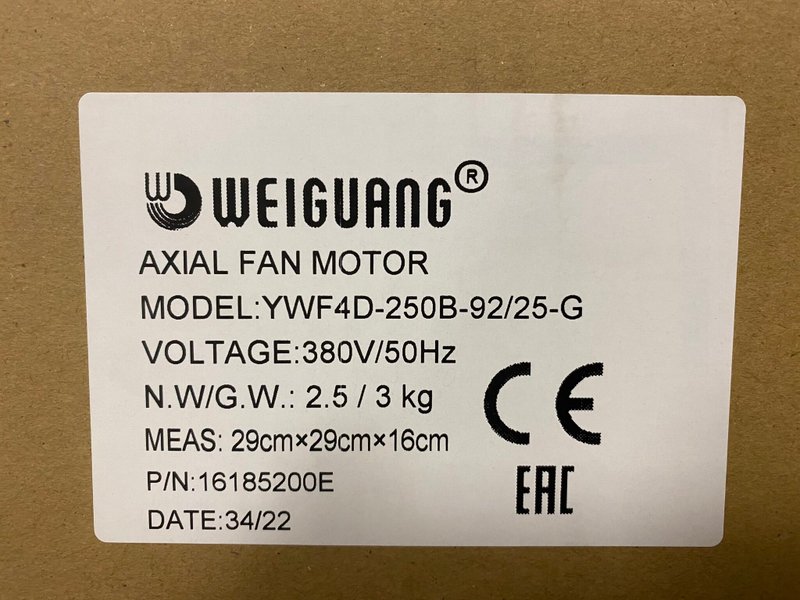 WEIGUANG®
AXIAL FAN MOTOR
MODEL:YWF4D-250B-92/25-G
VOLTAGE:380V/50Hz
N.W/G.W.: 2.5 / 3 kg
MEAS: 29cm×29cm×16cm
P/N:16185200E
DATE:34/22
CE
EAC